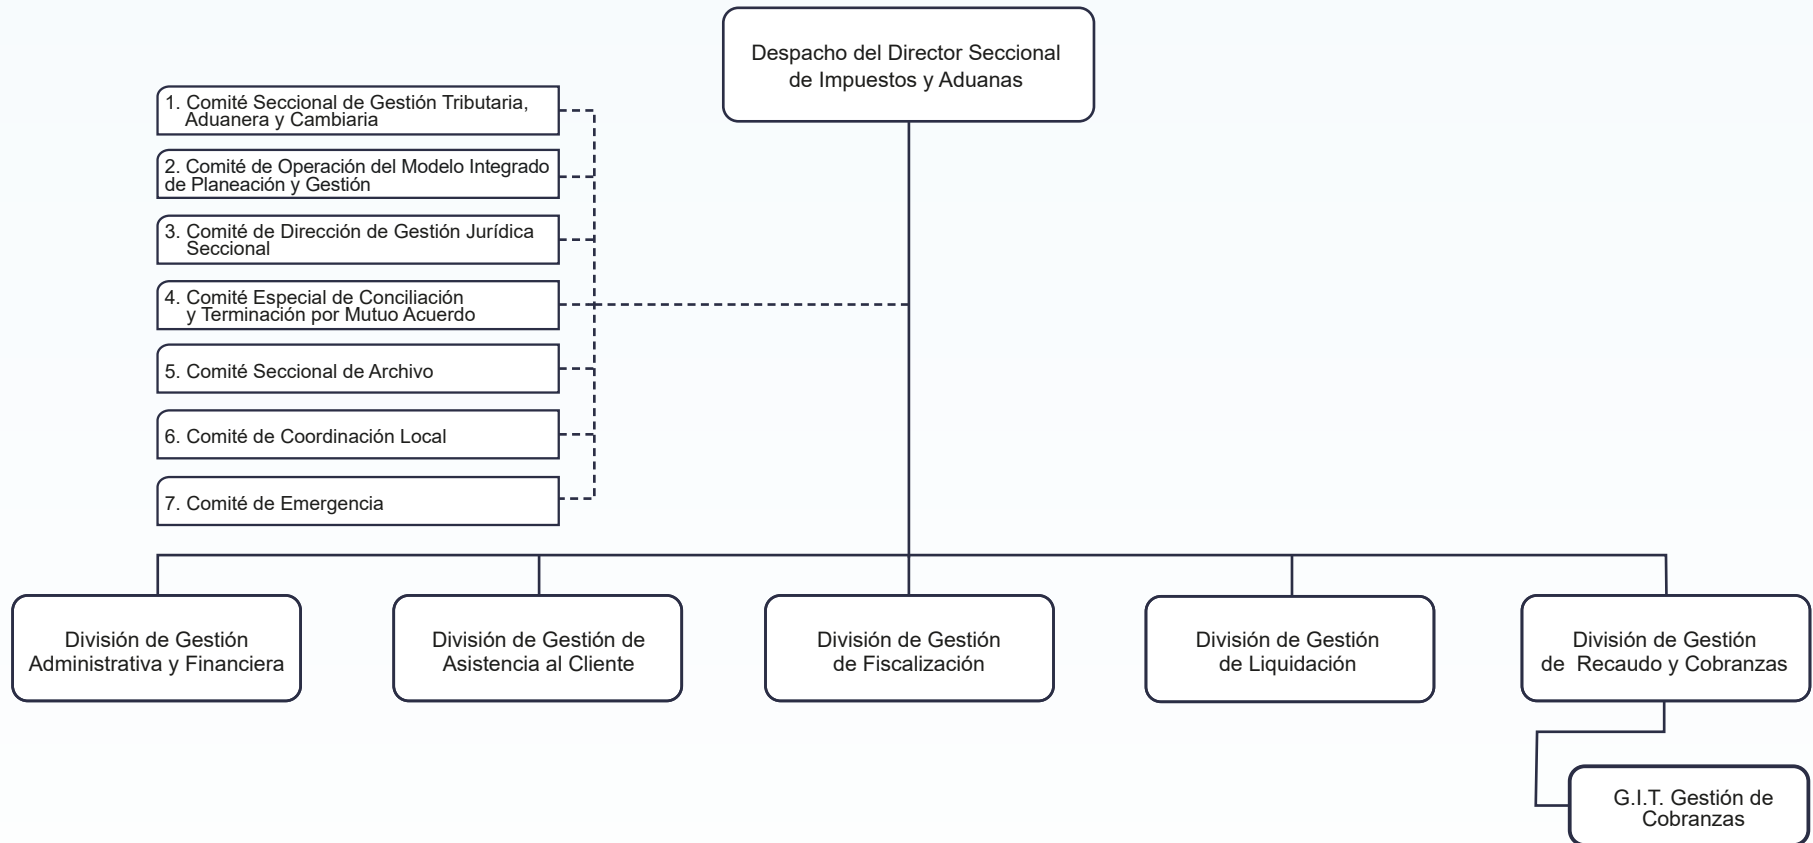 Despacho del Director Seccional
de Impuestos y Aduanas
1. Comité Seccional de Gestión Tributaria,
Aduanera y Cambiaria
2. Comité de Operación del Modelo Integrado
de Planeación y Gestión
3. Comité de Dirección de Gestión Jurídica
Seccional
4. Comité Especial de Conciliación
y Terminación por Mutuo Acuerdo
5. Comité Seccional de Archivo
6. Comité de Coordinación Local
7. Comité de Emergencia
División de Gestión
Administrativa y Financiera
División de Gestión de
Asistencia al Cliente
División de Gestión
de Fiscalización
División de Gestión
de Liquidación
División de Gestión
de Recaudo y Cobranzas
G.I.T. Gestión de
Cobranzas